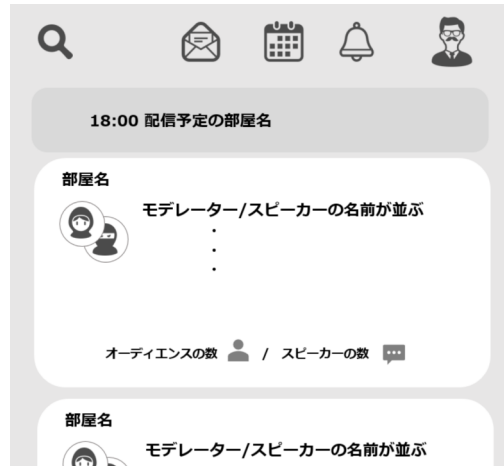 18:00 配信予定の部屋名
部屋名
モデレーター/スピーカーの名前が並ぶ
・
・
・
オーディエンスの数 / スピーカーの数
部屋名
モデレーター/スピーカーの名前が並ぶ